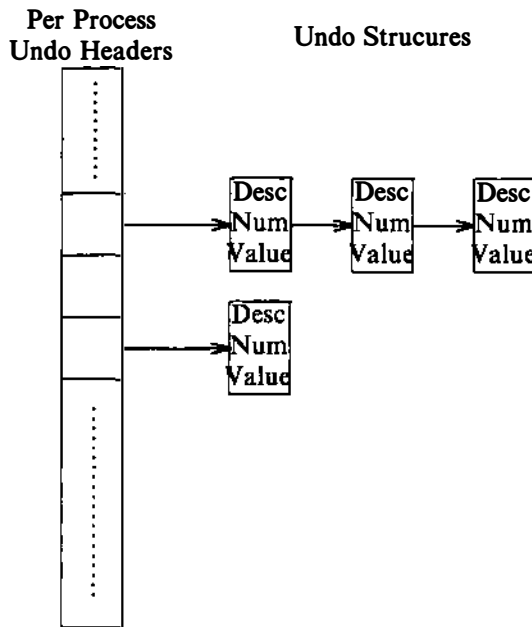 Per Process
Undo Headers
Undo Strucures
Desc
Num
Value
Desc
Num
Value
Desc
Num
Value
Desc
Num
Value